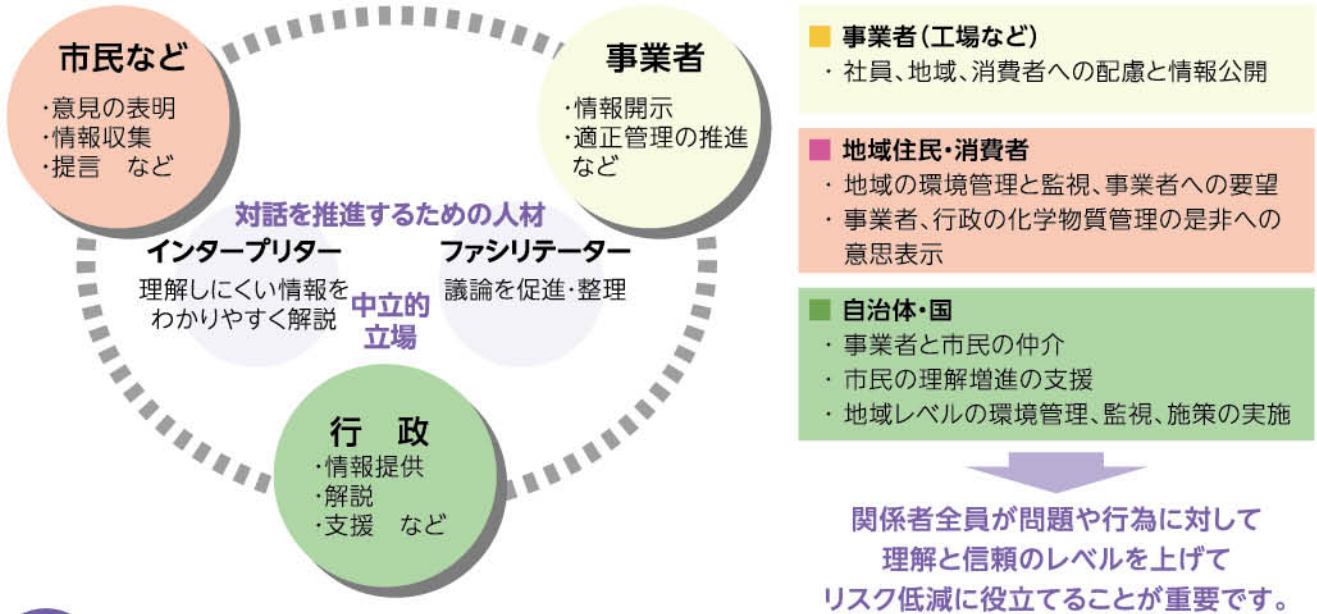 市民など
・意見の表明
・情報収集
・提言　など
事業者
・情報開示
・適正管理の推進
など
対話を推進するための人材
インタープリター
理解しにくい情報を
わかりやすく解説
ファシリテーター
議論を促進・整理
中立的
立場
行　政
・情報提供
・解説
・支援　など
事業者（工場など）
・社員、地域、消費者への配慮と情報公開
地域住民・消費者
・地域の環境管理と監視、事業者への要望
・事業者、行政の化学物質管理の是非への
意思表示
自治体・国
・事業者と市民の仲介
・市民の理解増進の支援
・地域レベルの環境管理、監視、施策の実施
関係者全員が問題や行為に対して
理解と信頼のレベルを上げて
リスク低減に役立てることが重要です。